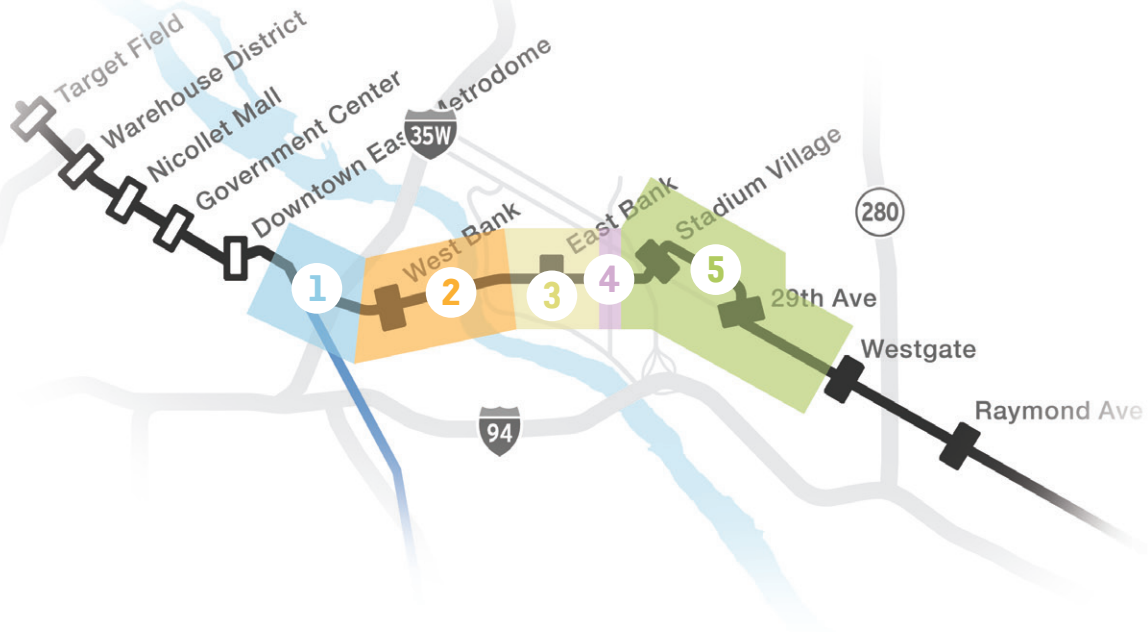 Target Field
Warehouse District
Nicollet Mall
Government Center
Downtown East Metrodome
35W
West Bank
East Bank
Stadium Village
280
29th Ave
Westgate
Raymond Ave
94
1
2
3
4
5